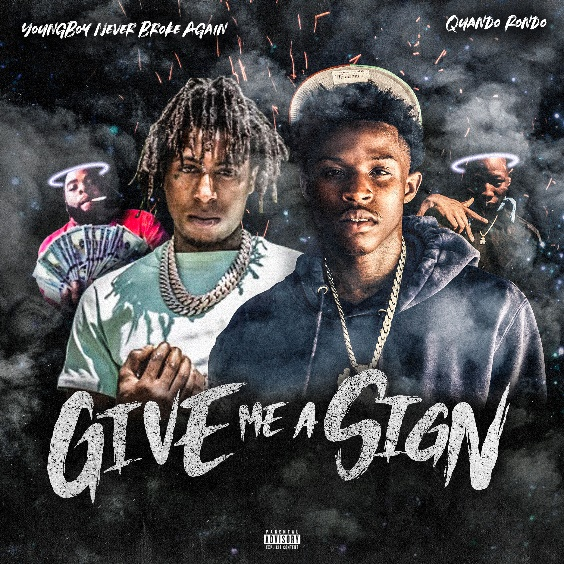 YoungBoy Never Broke Again
Quando Rondo
Give me a Sign
PARENTAL
ADVISORY
EXPLICIT CONTENT